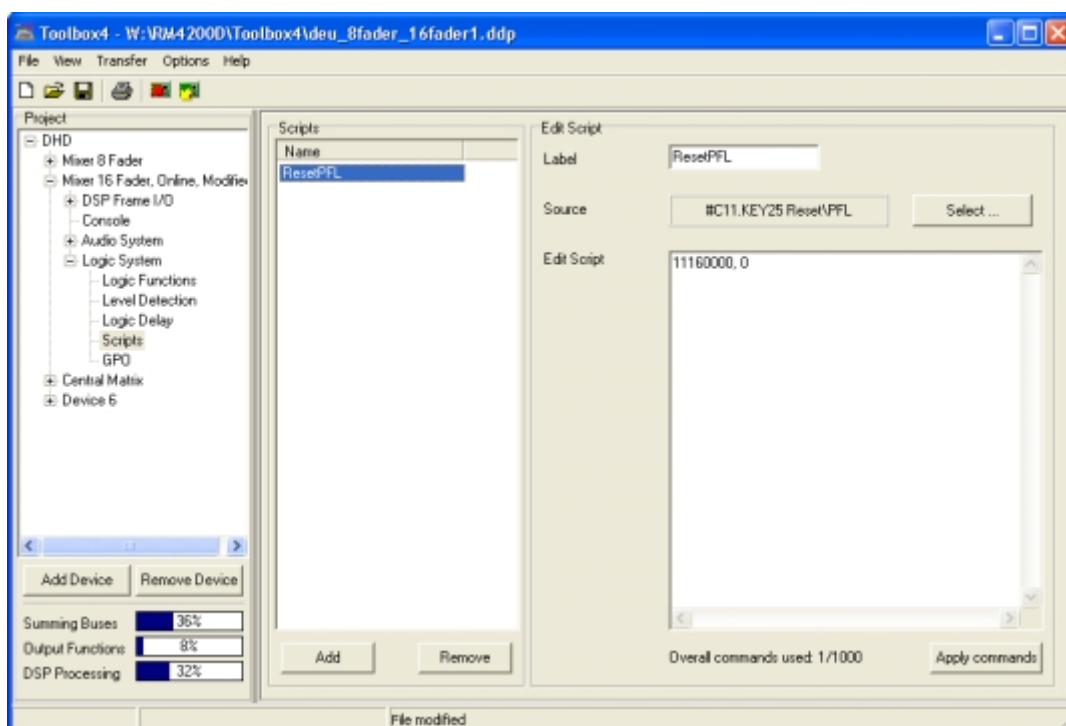 Toolbox4 - W:\RM4200D\Toolbox4\deu_8fader_16fader1.ddp
File View Transfer Options Help
Project
DHD
Mixer 8 Fader
Mixer 16 Fader, Online, Modifie
DSP Frame I/O
Console
Audio System
Logic System
Logic Functions
Level Detection
Logic Delay
Scripts
GPO
Central Matrix
Device 6
Add Device
Remove Device
Summing Buses 36%
Output Functions 8%
DSP Processing 32%
Scripts
Name
ResetPFL
Add
Remove
Edit Script
Label ResetPFL
Source #C11.KEY25 Reset\PFL Select ...
Edit Script 11160000, 0
Overall commands used: 1/1000 Apply commands
File modified